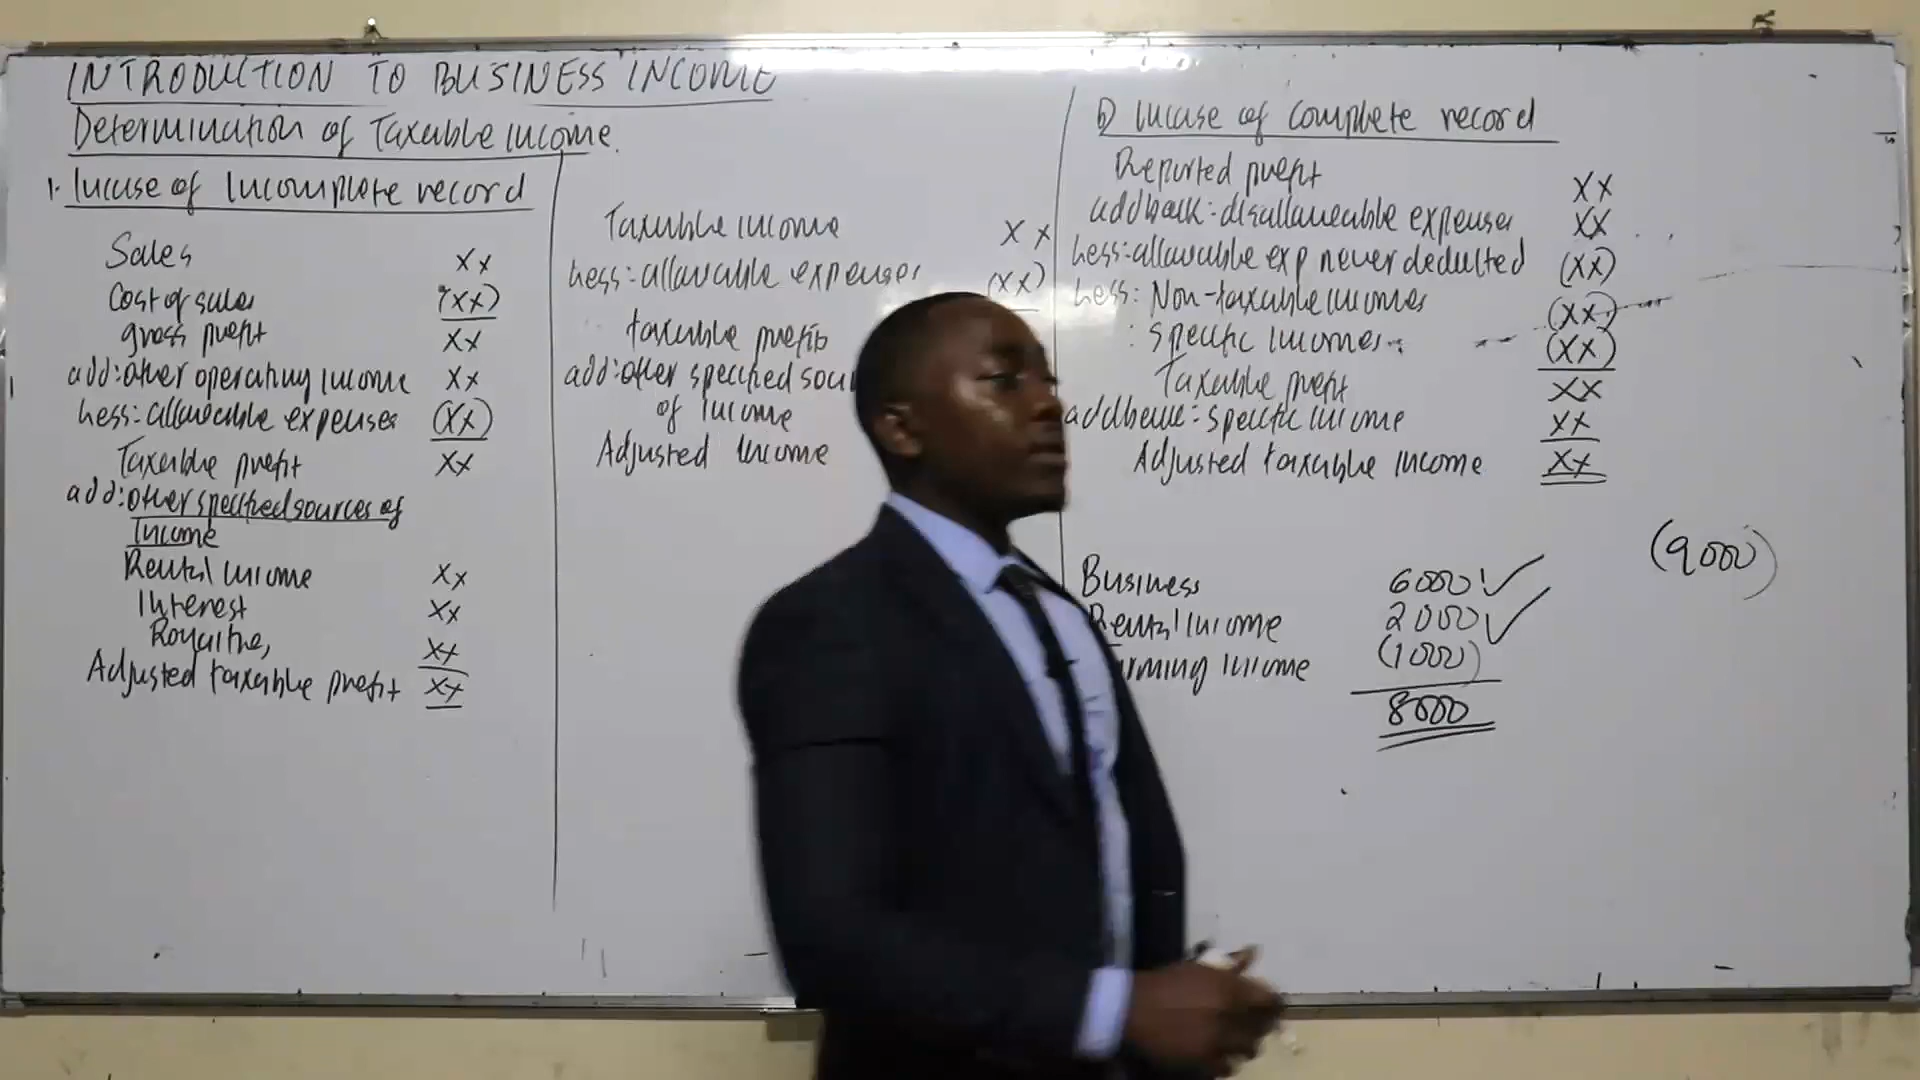 INTRODUCTION TO BUSINESS INCOME
Determination of Taxable income.
1. Incase of Incomplete record
Sales XX
Cost of sales (XX)
gross profit XX
add: other operating income XX
Less: allowable expenses (XX)
Taxable profit XX
add: other specified sources of
Income
Rental income XX
Interest XX
Royalties XX
Adjusted taxable profit XX
Taxable income XX
Less: allowable expenses (XX)
taxable profits
add: other specified sou
of income
Adjusted Income
b) Incase of complete record
Reported profit XX
add back: disallowable expenses XX
Less: allowable exp never deducted (XX)
Less: Non-taxable incomes (XX)
: specific incomes (XX)
Taxable profit XX
add back: specific income XX
Adjusted taxable income XX
(9000)
Business 6000 ✓
Rental income 2000 ✓
rming income (1000)
8000